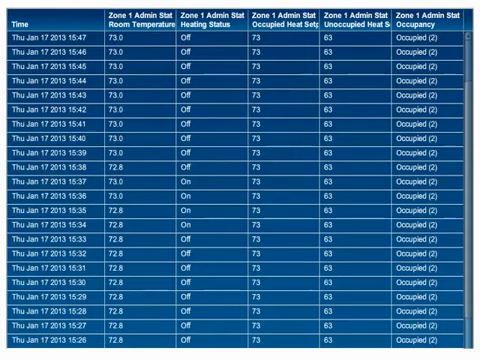 Time Zone 1 Admin Stat Room Temperature Zone 1 Admin Stat Heating Status Zone 1 Admin Stat Occupied Heat Setp Zone 1 Admin Stat Unoccupied Heat S Zone 1 Admin Stat Occupancy
Thu Jan 17 2013 15:47 73.0 Off 73 63 Occupied (2)
Thu Jan 17 2013 15:46 73.0 Off 73 63 Occupied (2)
Thu Jan 17 2013 15:45 73.0 Off 73 63 Occupied (2)
Thu Jan 17 2013 15:44 73.0 Off 73 63 Occupied (2)
Thu Jan 17 2013 15:43 73.0 Off 73 63 Occupied (2)
Thu Jan 17 2013 15:42 73.0 Off 73 63 Occupied (2)
Thu Jan 17 2013 15:41 73.0 Off 73 63 Occupied (2)
Thu Jan 17 2013 15:40 73.0 Off 73 63 Occupied (2)
Thu Jan 17 2013 15:39 73.0 Off 73 63 Occupied (2)
Thu Jan 17 2013 15:38 72.8 Off 73 63 Occupied (2)
Thu Jan 17 2013 15:37 73.0 On 73 63 Occupied (2)
Thu Jan 17 2013 15:36 73.0 On 73 63 Occupied (2)
Thu Jan 17 2013 15:35 72.8 On 73 63 Occupied (2)
Thu Jan 17 2013 15:34 72.8 On 73 63 Occupied (2)
Thu Jan 17 2013 15:33 72.8 Off 73 63 Occupied (2)
Thu Jan 17 2013 15:32 72.8 Off 73 63 Occupied (2)
Thu Jan 17 2013 15:31 72.8 Off 73 63 Occupied (2)
Thu Jan 17 2013 15:30 72.8 Off 73 63 Occupied (2)
Thu Jan 17 2013 15:29 72.8 Off 73 63 Occupied (2)
Thu Jan 17 2013 15:28 72.8 Off 73 63 Occupied (2)
Thu Jan 17 2013 15:27 72.8 Off 73 63 Occupied (2)
Thu Jan 17 2013 15:26 72.8 Off 73 63 Occupied (2)